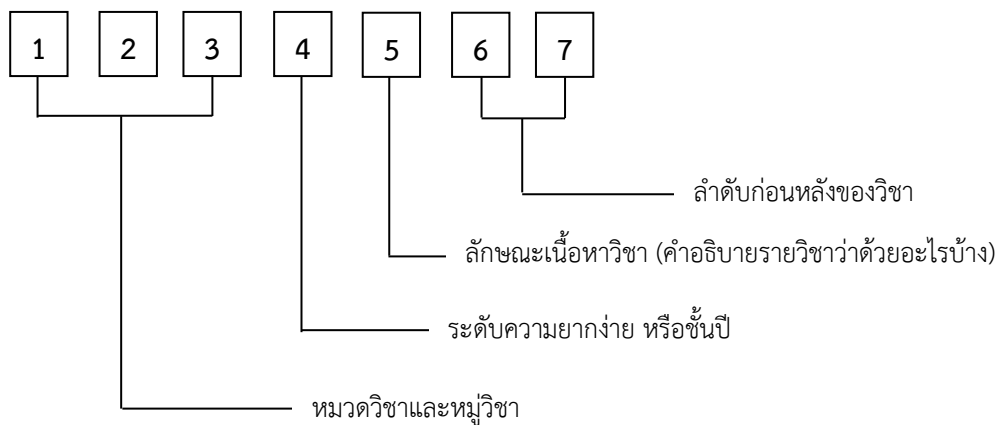 1 2 3 4 5 6 7
ลำดับก่อนหลังของวิชา
ลักษณะเนื้อหาวิชา (คำอธิบายรายวิชาว่าด้วยอะไรบ้าง)
ระดับความยากง่าย หรือชั้นปี
หมวดวิชาและหมู่วิชา